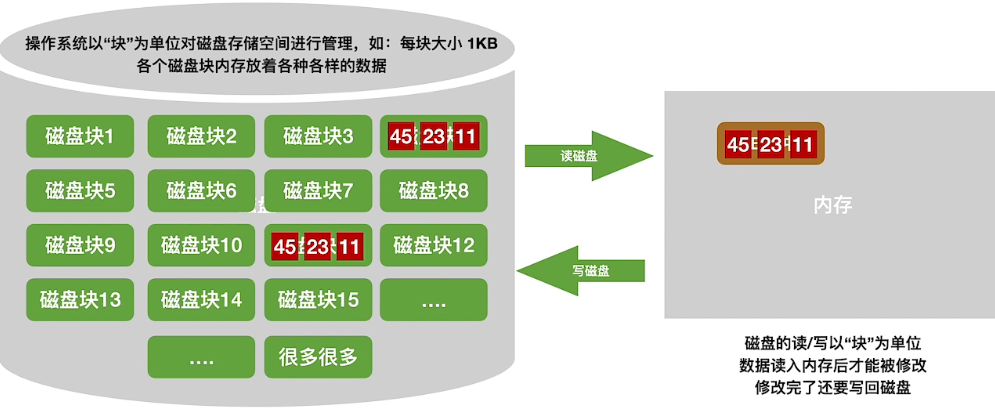 操作系统以“块”为单位对磁盘存储空间进行管理，如：每块大小 1KB
各个磁盘块内存放着各种各样的数据
磁盘块1
磁盘块2
磁盘块3
45 23 11
磁盘块5
磁盘块6
磁盘块7
磁盘块8
磁盘块9
磁盘块10
45 23 11
磁盘块12
磁盘块13
磁盘块14
磁盘块15
....
....
很多很多
读磁盘
写磁盘
45 23 11
内存
磁盘的读/写以“块”为单位
数据读入内存后才能被修改
修改完了还要写回磁盘